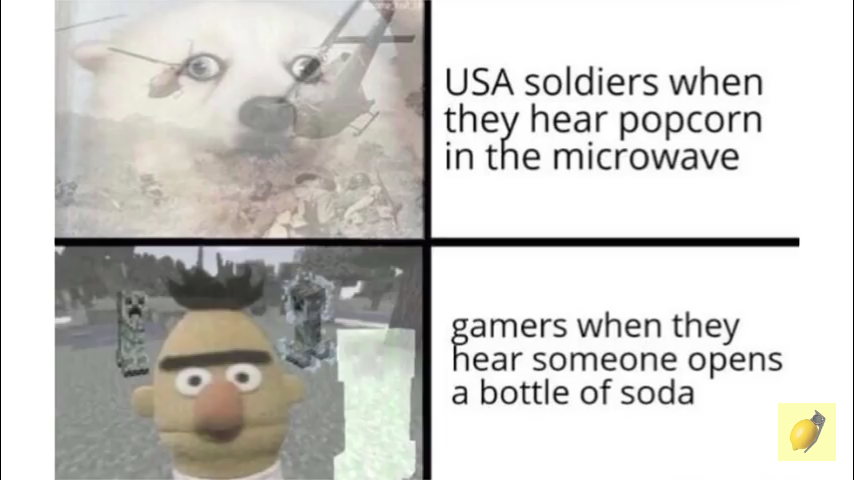 USA soldiers when
they hear popcorn
in the microwave
gamers when they
hear someone opens
a bottle of soda